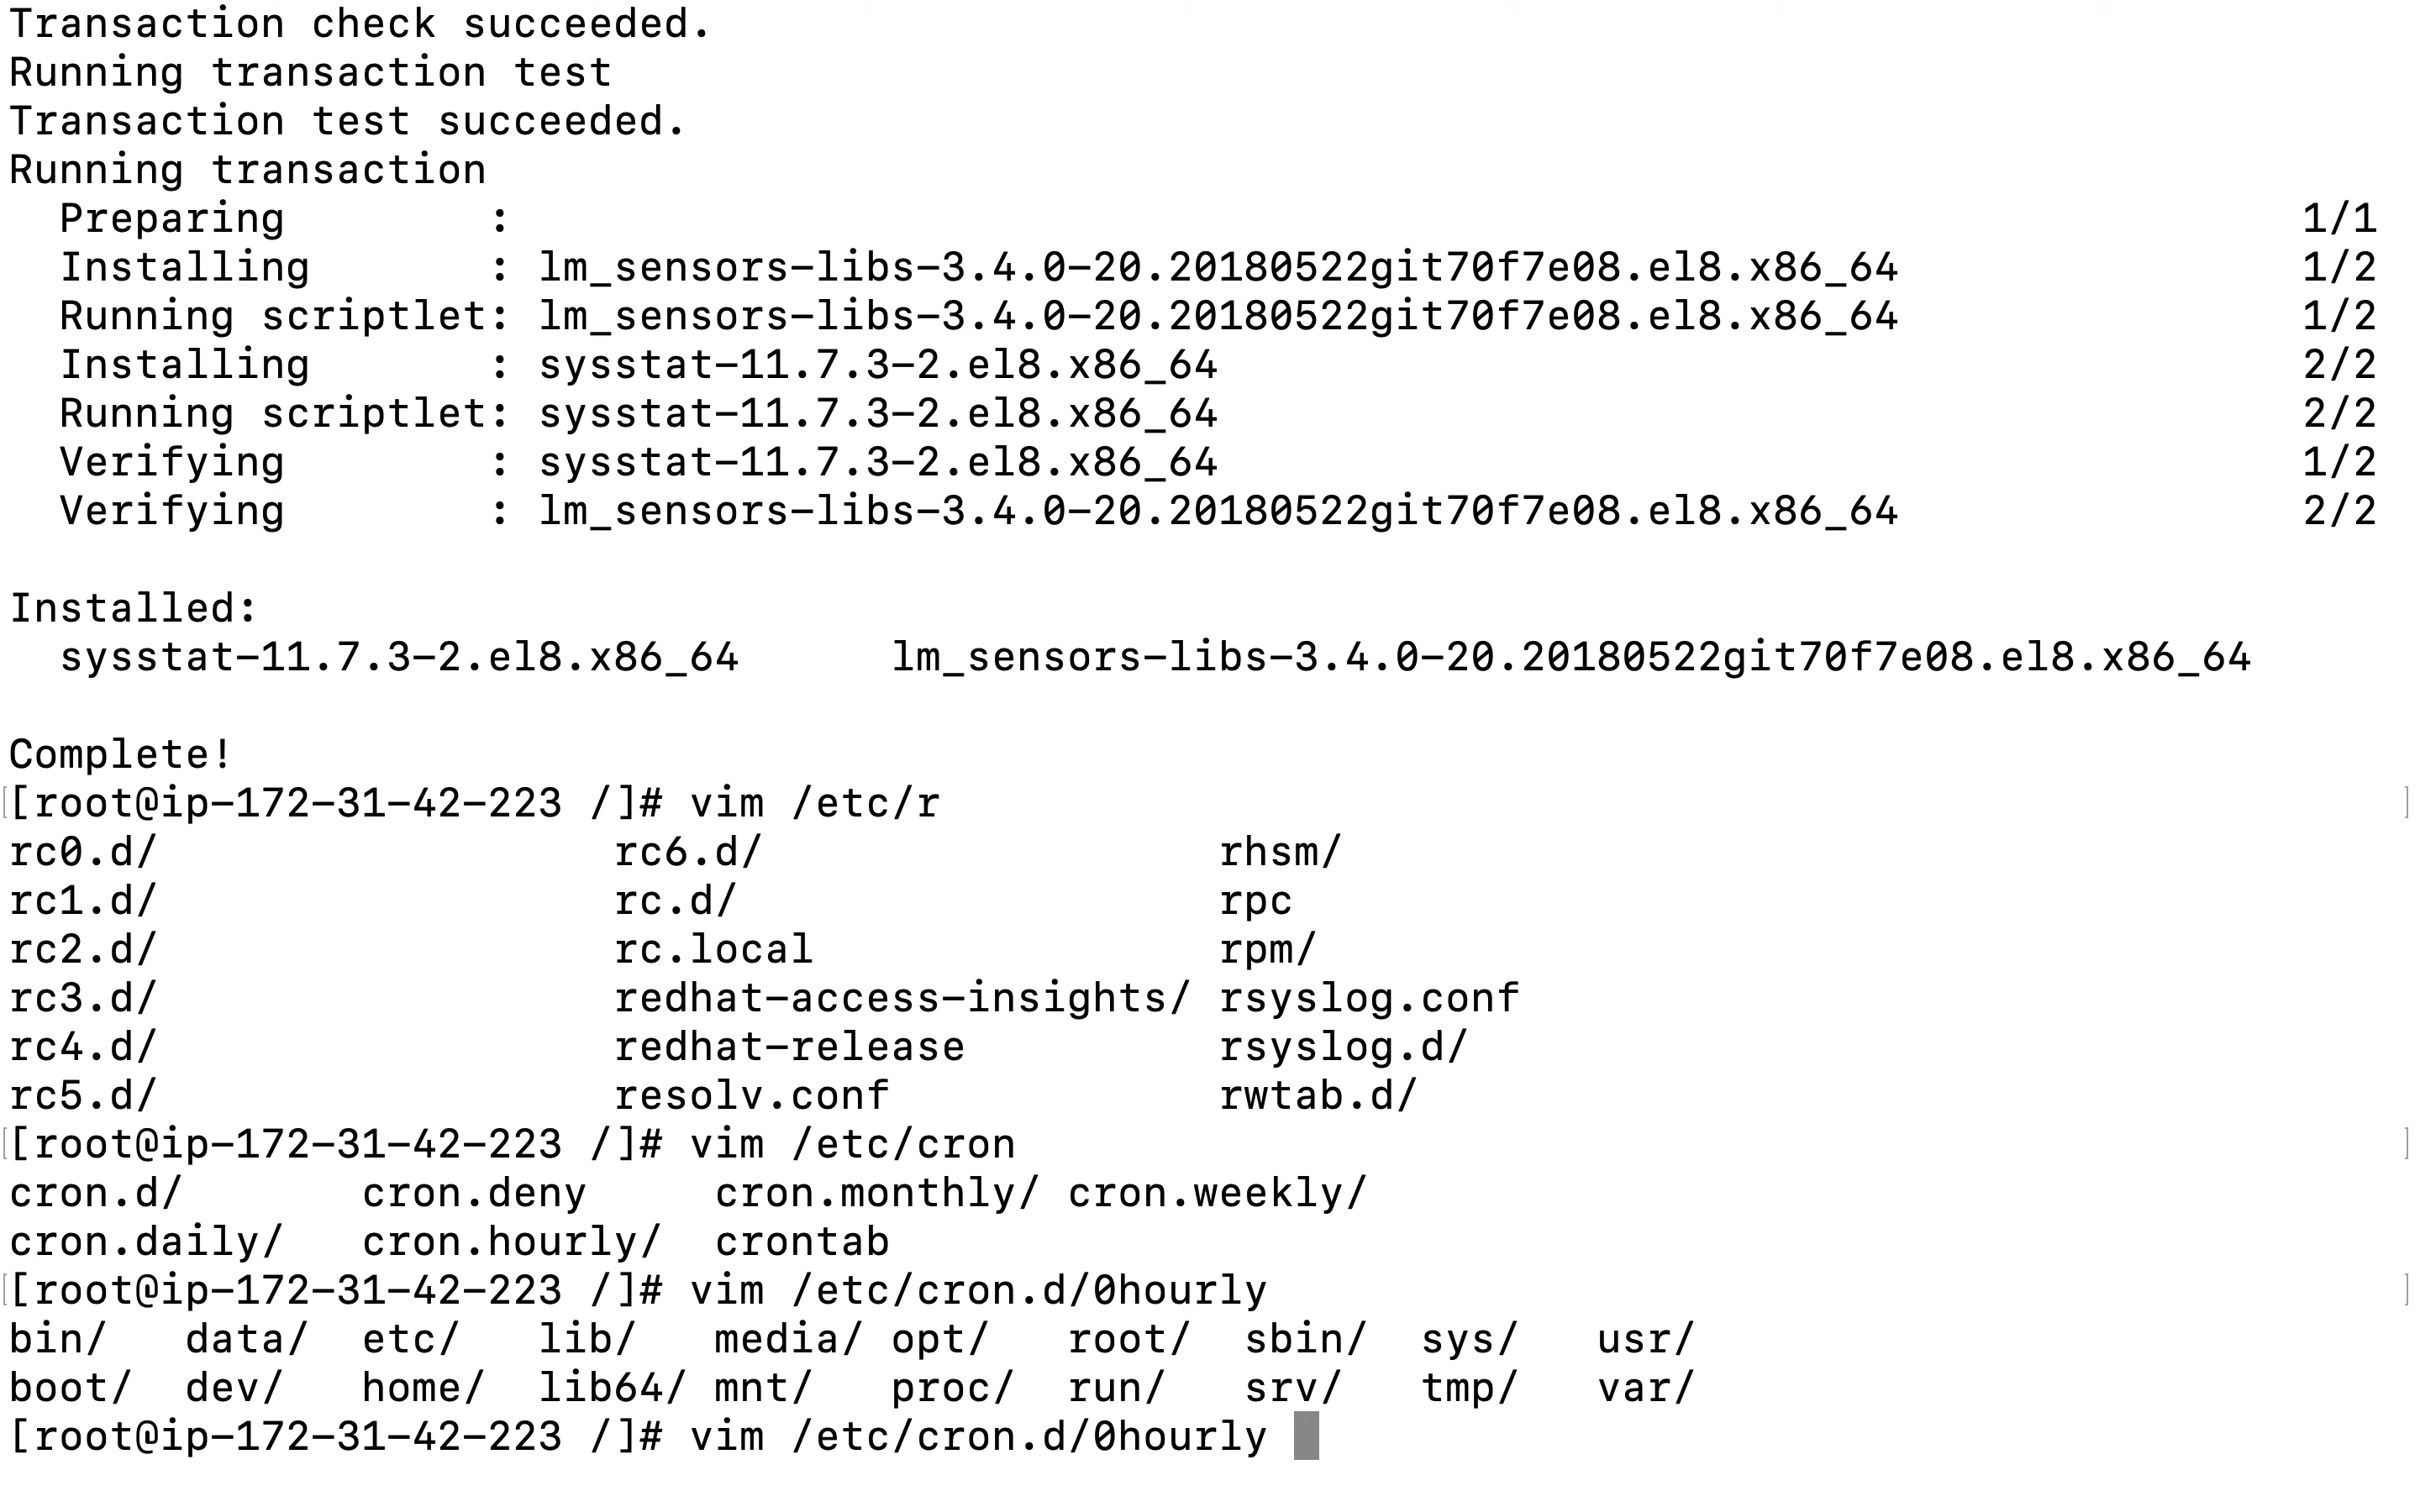 Transaction check succeeded.
Running transaction test
Transaction test succeeded.
Running transaction
  Preparing        :                                                                        1/1
  Installing       : lm_sensors-libs-3.4.0-20.20180522git70f7e08.el8.x86_64                1/2
  Running scriptlet: lm_sensors-libs-3.4.0-20.20180522git70f7e08.el8.x86_64                1/2
  Installing       : sysstat-11.7.3-2.el8.x86_64                                           2/2
  Running scriptlet: sysstat-11.7.3-2.el8.x86_64                                           2/2
  Verifying        : sysstat-11.7.3-2.el8.x86_64                                           1/2
  Verifying        : lm_sensors-libs-3.4.0-20.20180522git70f7e08.el8.x86_64                2/2
Installed:
  sysstat-11.7.3-2.el8.x86_64      lm_sensors-libs-3.4.0-20.20180522git70f7e08.el8.x86_64
Complete!
[root@ip-172-31-42-223 /]# vim /etc/r
rc0.d/                  rc6.d/                  rhsm/
rc1.d/                  rc.d/                   rpc
rc2.d/                  rc.local                rpm/
rc3.d/                  redhat-access-insights/ rsyslog.conf
rc4.d/                  redhat-release          rsyslog.d/
rc5.d/                  resolv.conf             rwtab.d/
[root@ip-172-31-42-223 /]# vim /etc/cron
cron.d/       cron.deny     cron.monthly/ cron.weekly/
cron.daily/   cron.hourly/  crontab
[root@ip-172-31-42-223 /]# vim /etc/cron.d/0hourly
bin/   data/  etc/   lib/   media/ opt/   root/  sbin/  sys/   usr/
boot/  dev/   home/  lib64/ mnt/   proc/  run/   srv/   tmp/   var/
[root@ip-172-31-42-223 /]# vim /etc/cron.d/0hourly